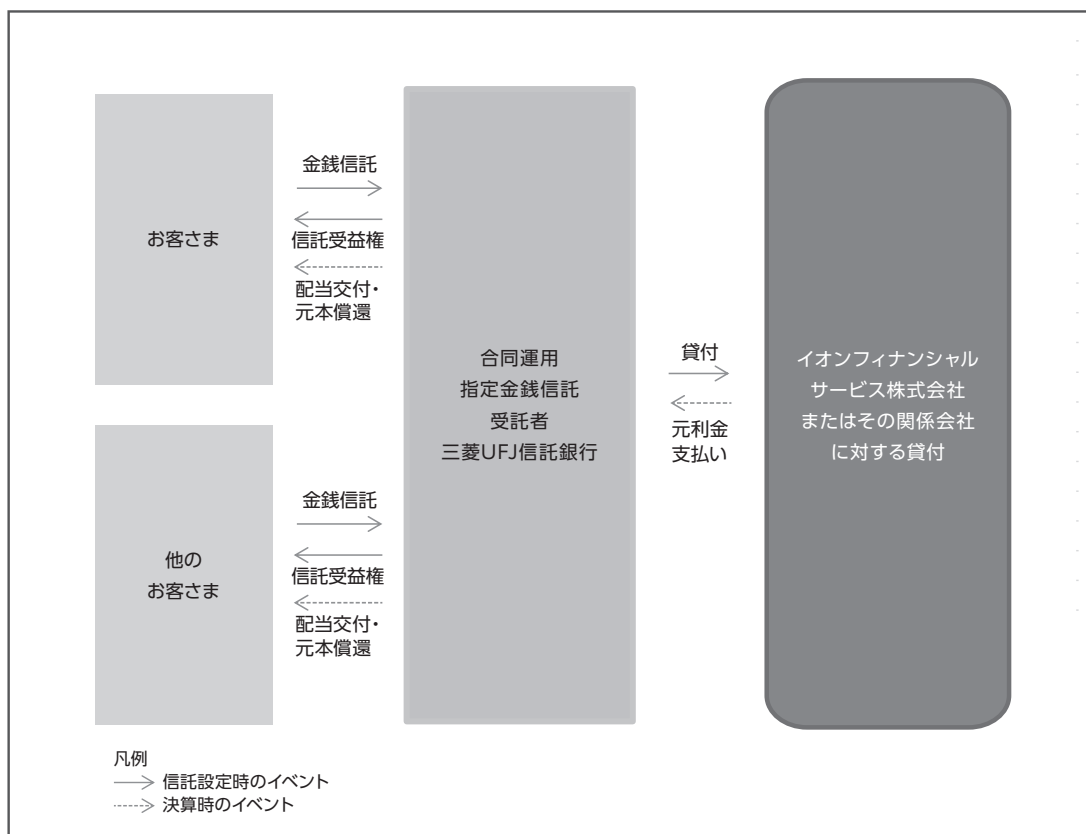 お客さま
金銭信託
信託受益権
配当交付・
元本償還
他の
お客さま
金銭信託
信託受益権
配当交付・
元本償還
合同運用
指定金銭信託
受託者
三菱UFJ信託銀行
貸付
元利金
支払い
イオンフィナンシャル
サービス株式会社
またはその関係会社
に対する貸付
凡例
信託設定時のイベント
決算時のイベント